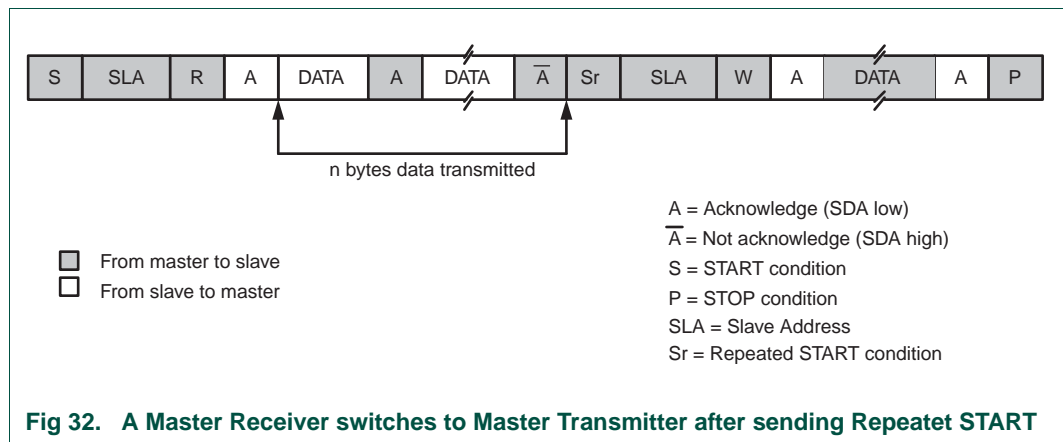 S SLA R A DATA A DATA A̅ Sr SLA W A DATA A P
n bytes data transmitted
From master to slave
From slave to master
A = Acknowledge (SDA low)
A̅ = Not acknowledge (SDA high)
S = START condition
P = STOP condition
SLA = Slave Address
Sr = Repeated START condition
Fig 32. A Master Receiver switches to Master Transmitter after sending Repeatet START